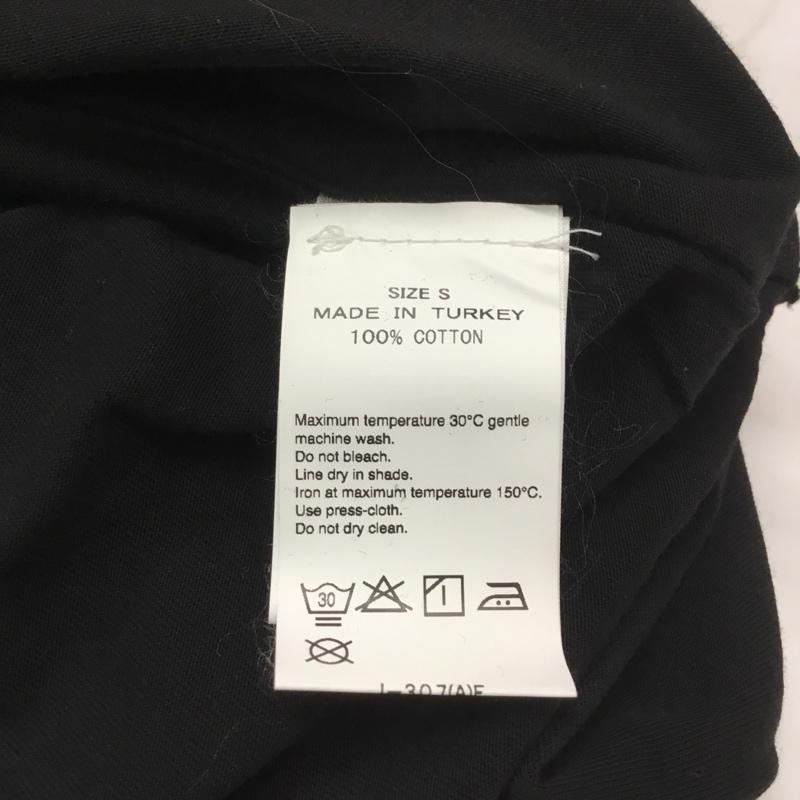 SIZE S
MADE IN TURKEY
100% COTTON
Maximum temperature 30°C gentle
machine wash.
Do not bleach.
Line dry in shade.
Iron at maximum temperature 150°C.
Use press-cloth.
Do not dry clean.
30